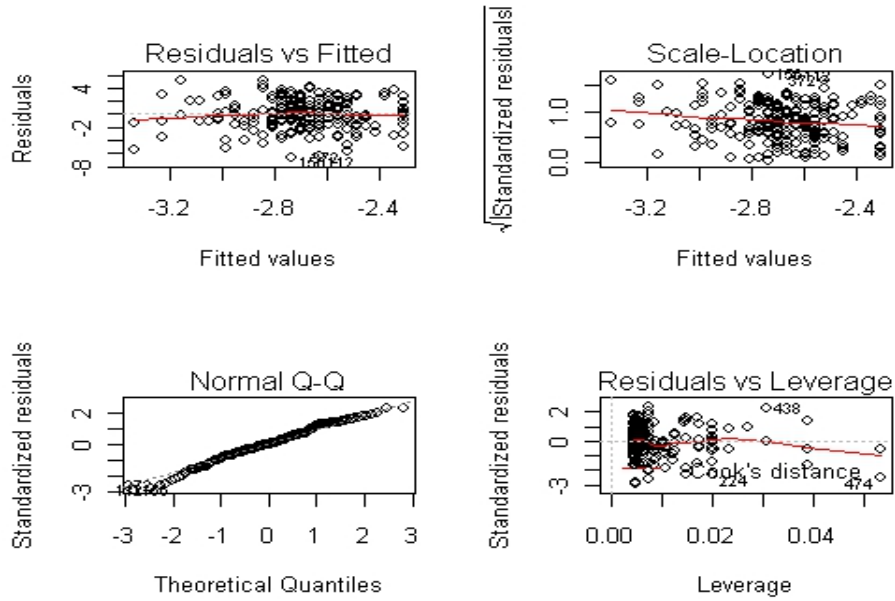 Residuals vs Fitted
Residuals
4
-2
-8
-3.2 -2.8 -2.4
Fitted values
Scale-Location
√|Standardized residuals|
1.0
0.0
-3.2 -2.8 -2.4
Fitted values
Normal Q-Q
Standardized residuals
2
0
-3
-3 -2 -1 0 1 2 3
Theoretical Quantiles
Residuals vs Leverage
Standardized residuals
2
0
-3
438
Cook's distance
224
474
0.00 0.02 0.04
Leverage